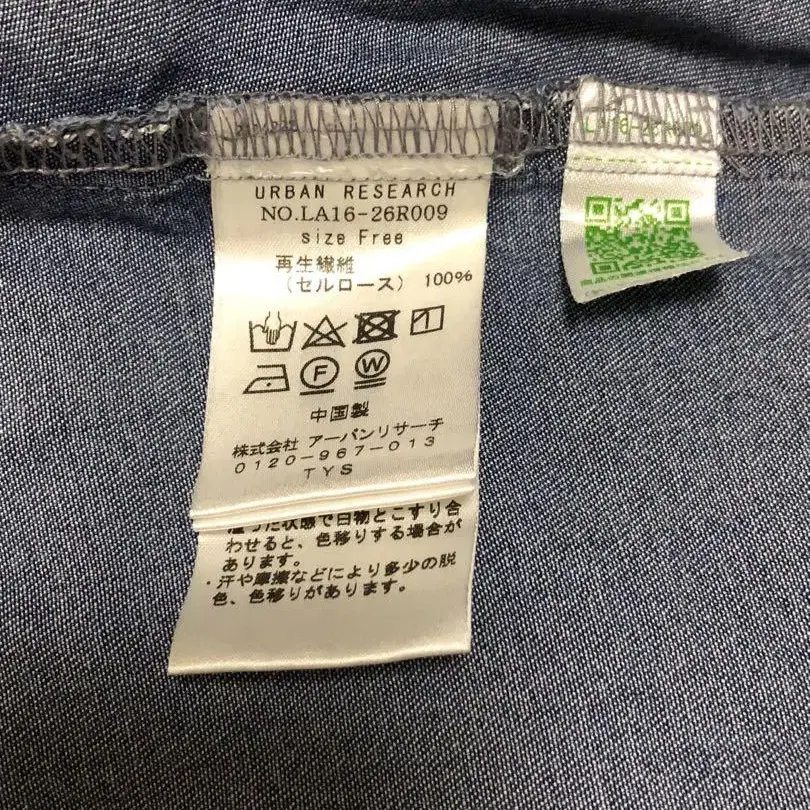 URBAN RESEARCH
NO.LA16-26R009
size Free
再生繊維
(セルロース) 100%
F
W
中国製
株式会社 アーバンリサーチ
0120-967-013
TYS
状態で白物とこすり合
わせると、色移りする場合が
あります。
・汗や摩擦などにより多少の脱
色、色移りがあります。